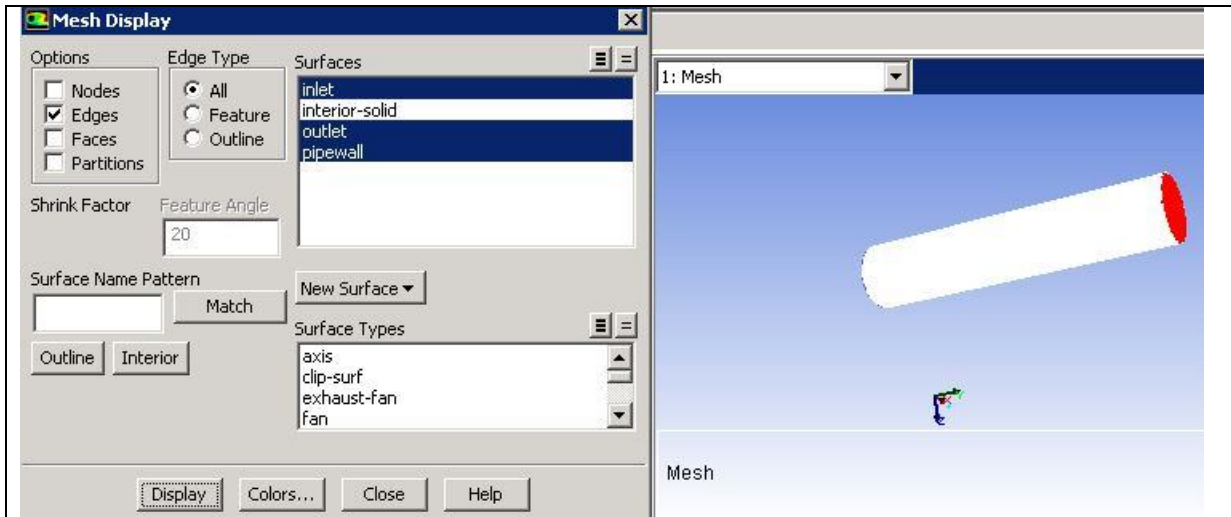 Mesh Display
Options
Nodes
Edges
Faces
Partitions
Edge Type
All
Feature
Outline
Shrink Factor
Feature Angle
20
Surface Name Pattern
Match
Outline
Interior
Surfaces
inlet
interior-solid
outlet
pipewall
New Surface
Surface Types
axis
clip-surf
exhaust-fan
fan
Display
Colors...
Close
Help
1: Mesh
Mesh